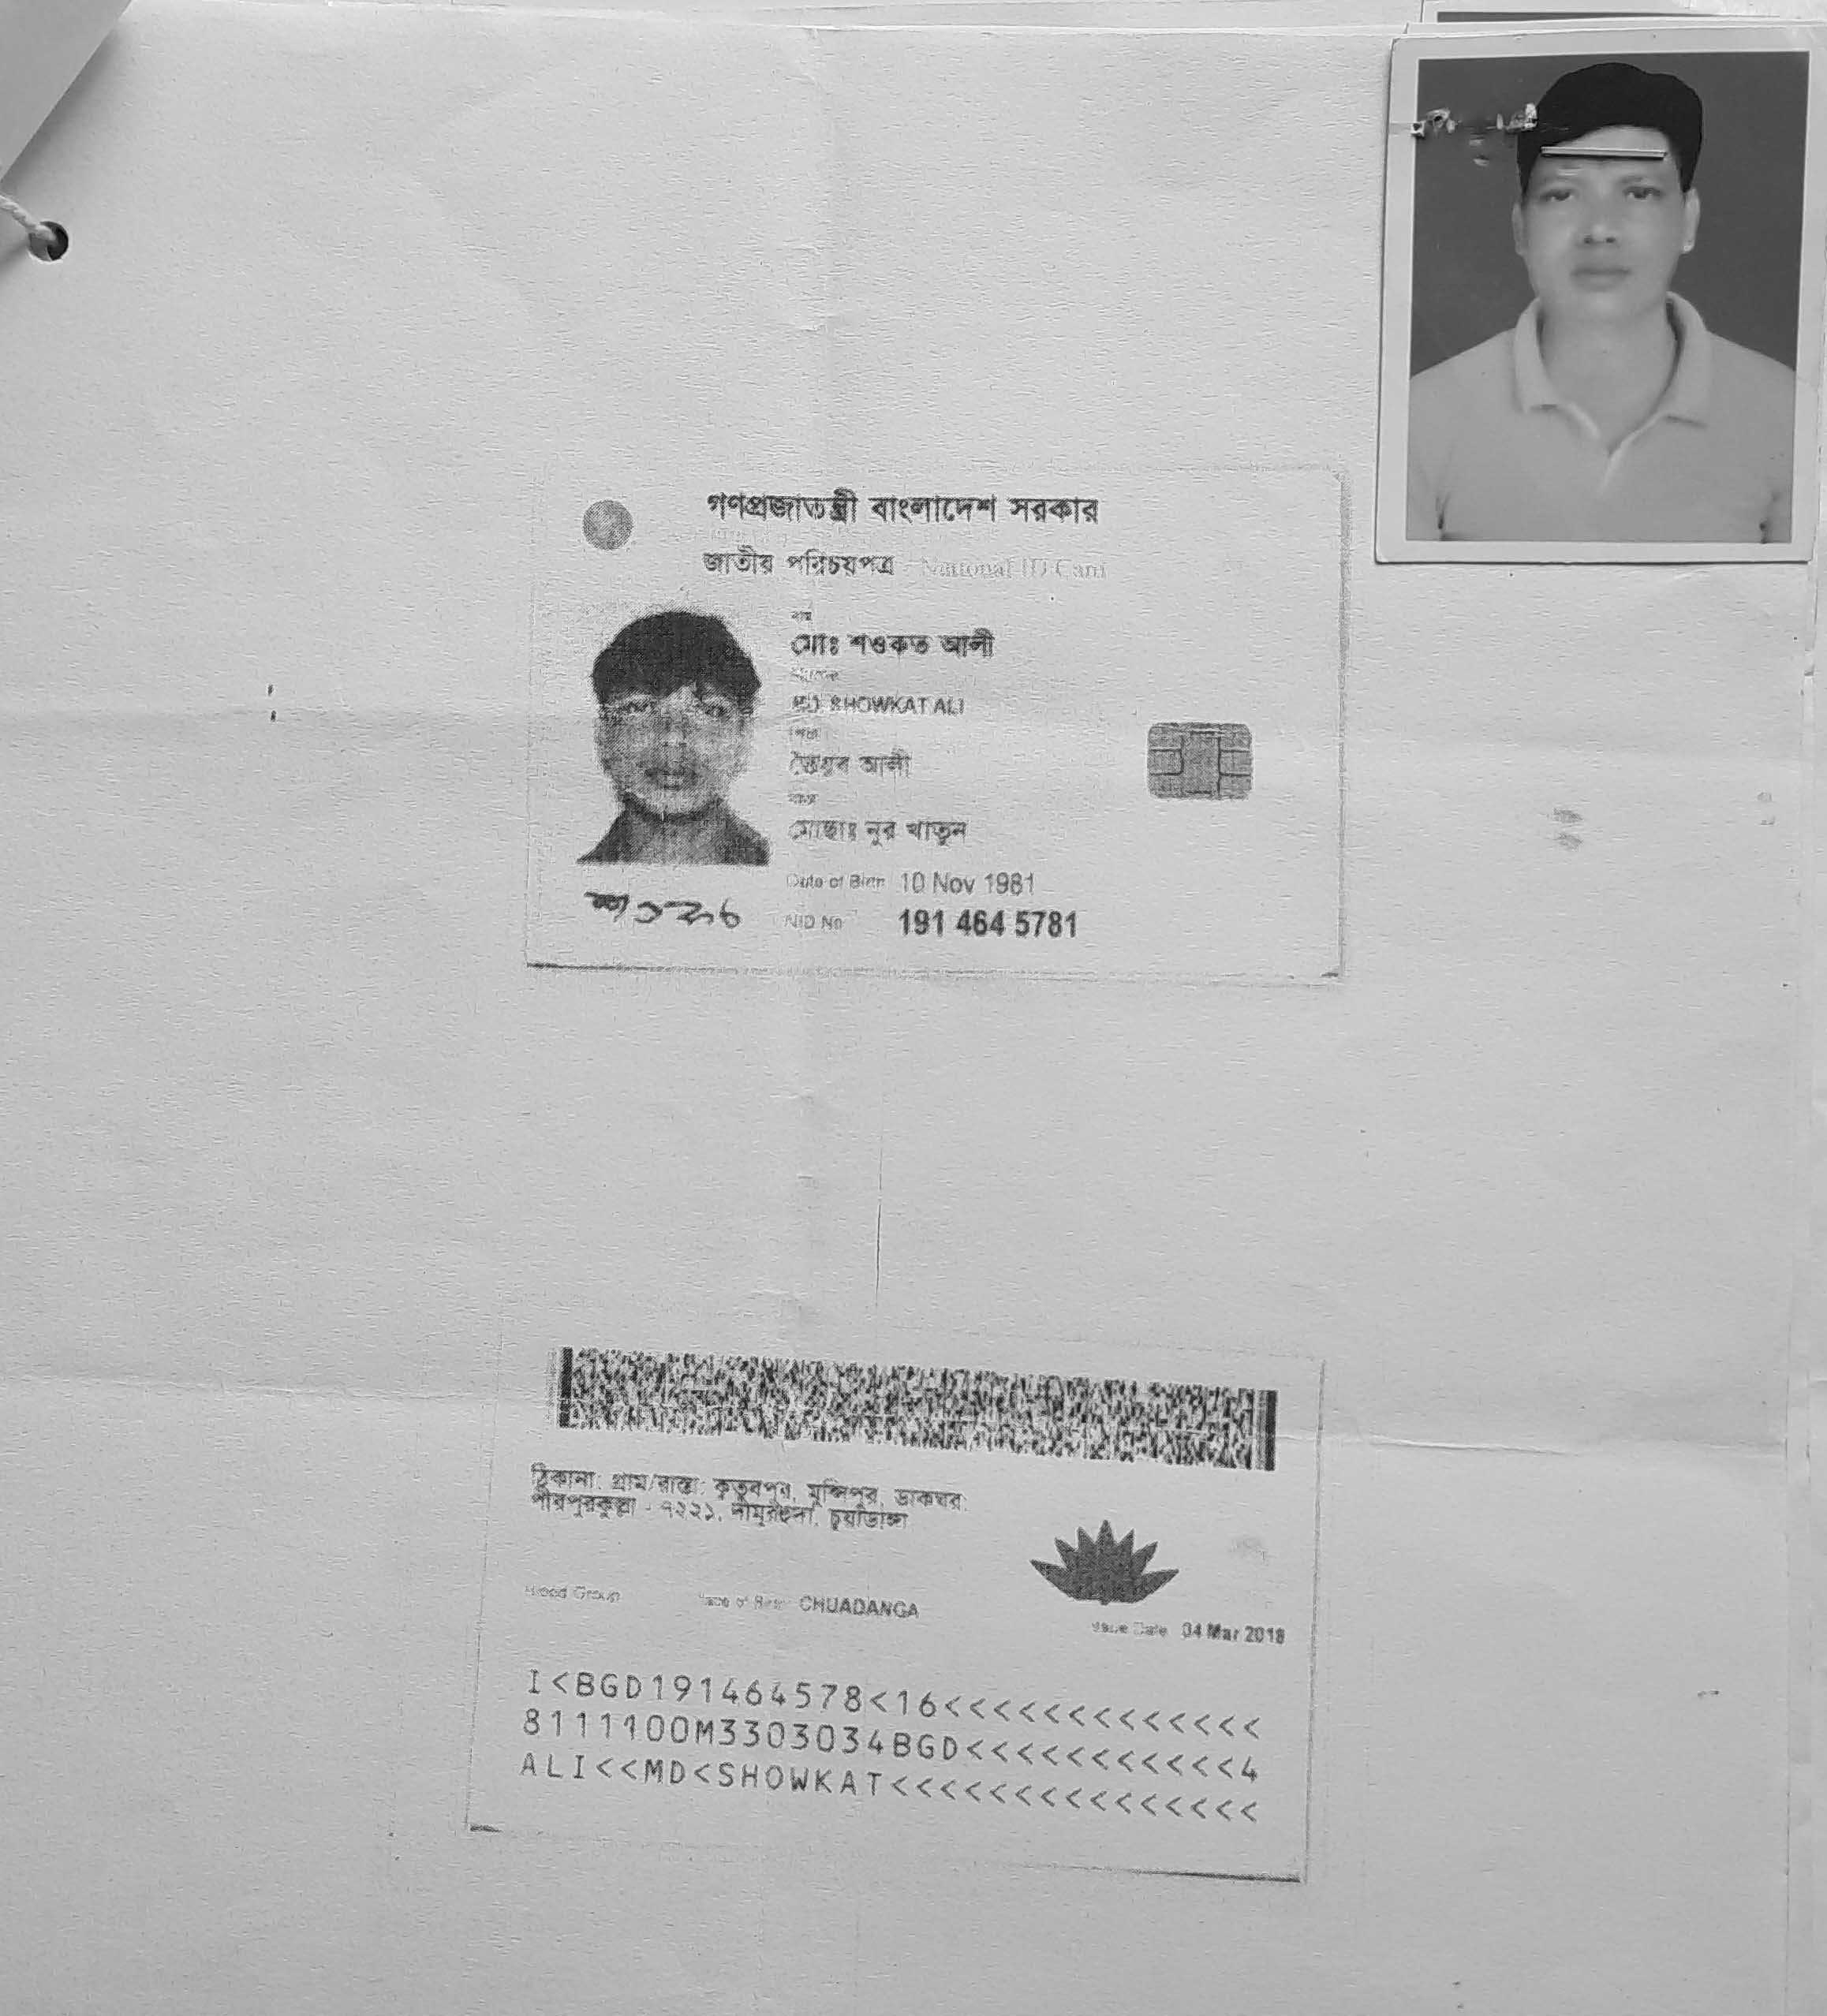 গণপ্রজাতন্ত্রী বাংলাদেশ সরকার
জাতীয় পরিচয়পত্র National ID Card
নাম
মোঃ শওকত আলী
Name
MD SHOWKAT ALI
পিতা
আলী
মাতা
মোছাঃ নুর খাতুন
Date of Birth 10 Nov 1981
NID No 191 464 5781
শওকত
ঠিকানা: গ্রাম/রাস্তা: কুতুবপুর, মুন্সিপুর, ডাকঘর:
পীরপুরকুল্লা - ৭২২১, দামুড়হুদা, চুয়াডাঙ্গা
Blood Group Place of Birth CHUADANGA
Issue Date 04 Mar 2018
I<BGD191464578<16<<<<<<<<<<<<<
8111100M3303034BGD<<<<<<<<<<<4
ALI<<MD<SHOWKAT<<<<<<<<<<<<<<<